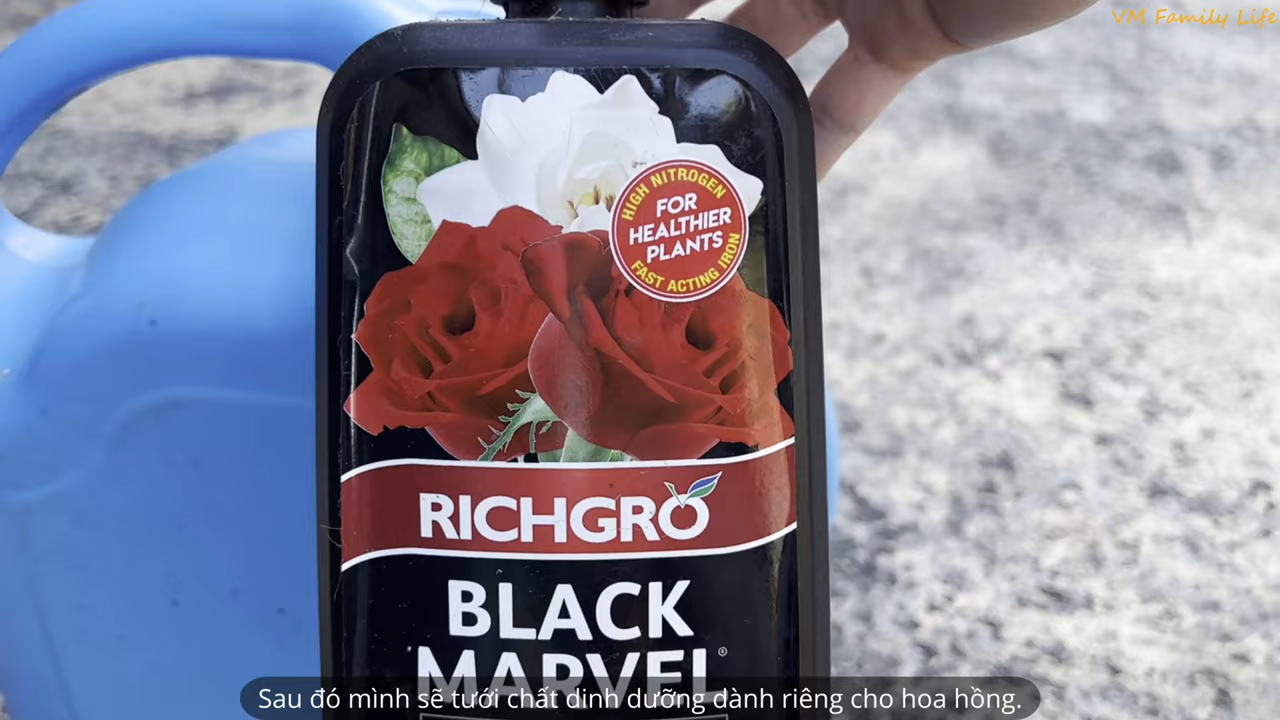 VM Family Life
HIGH NITROGEN
FOR
HEALTHIER
PLANTS
FAST ACTING IRON
RICHGRO
BLACK
MARVEL®
Sau đó mình sẽ tưới chất dinh dưỡng dành riêng cho hoa hồng.